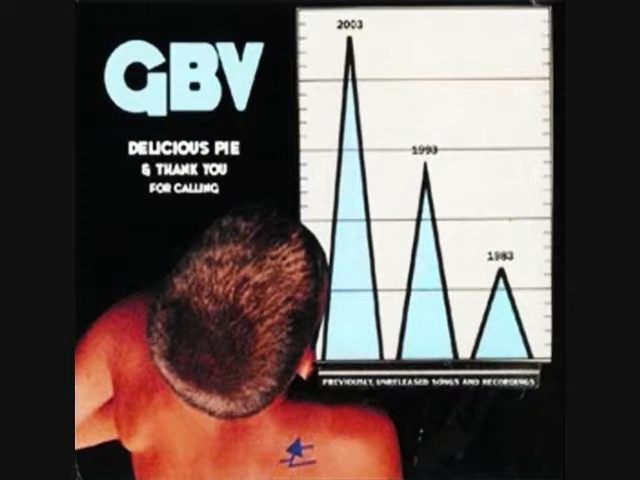 GBV
DELICIOUS PIE
& THANK YOU
FOR CALLING
2003
1993
1983
PREVIOUSLY UNRELEASED SONGS AND RECORDINGS